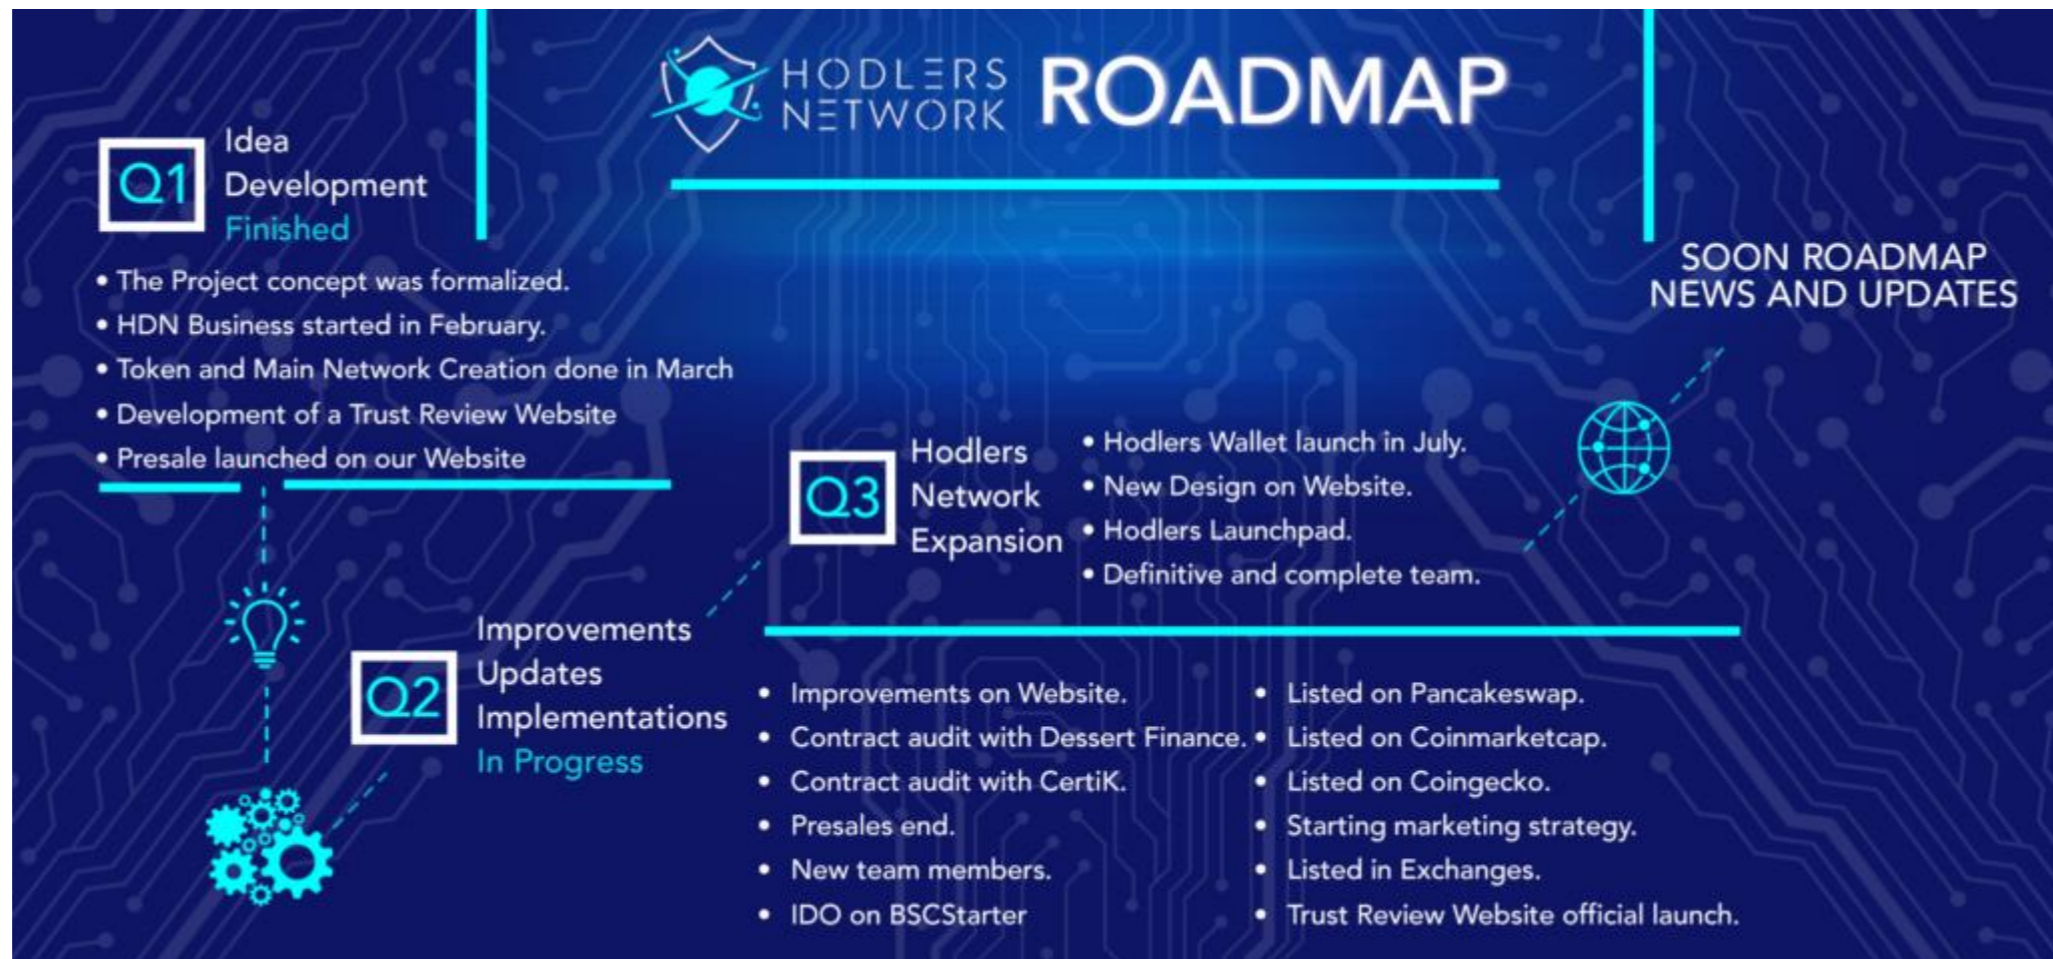 HODLERS
NETWORK
ROADMAP
Q1
Idea
Development
Finished
• The Project concept was formalized.
• HDN Business started in February.
• Token and Main Network Creation done in March
• Development of a Trust Review Website
• Presale launched on our Website
Q2
Improvements
Updates
Implementations
In Progress
• Improvements on Website.
• Contract audit with Dessert Finance.
• Contract audit with CertiK.
• Presales end.
• New team members.
• IDO on BSCStarter
• Listed on Pancakeswap.
• Listed on Coinmarketcap.
• Listed on Coingecko.
• Starting marketing strategy.
• Listed in Exchanges.
• Trust Review Website official launch.
Q3
Hodlers
Network
Expansion
• Hodlers Wallet launch in July.
• New Design on Website.
• Hodlers Launchpad.
• Definitive and complete team.
SOON ROADMAP
NEWS AND UPDATES